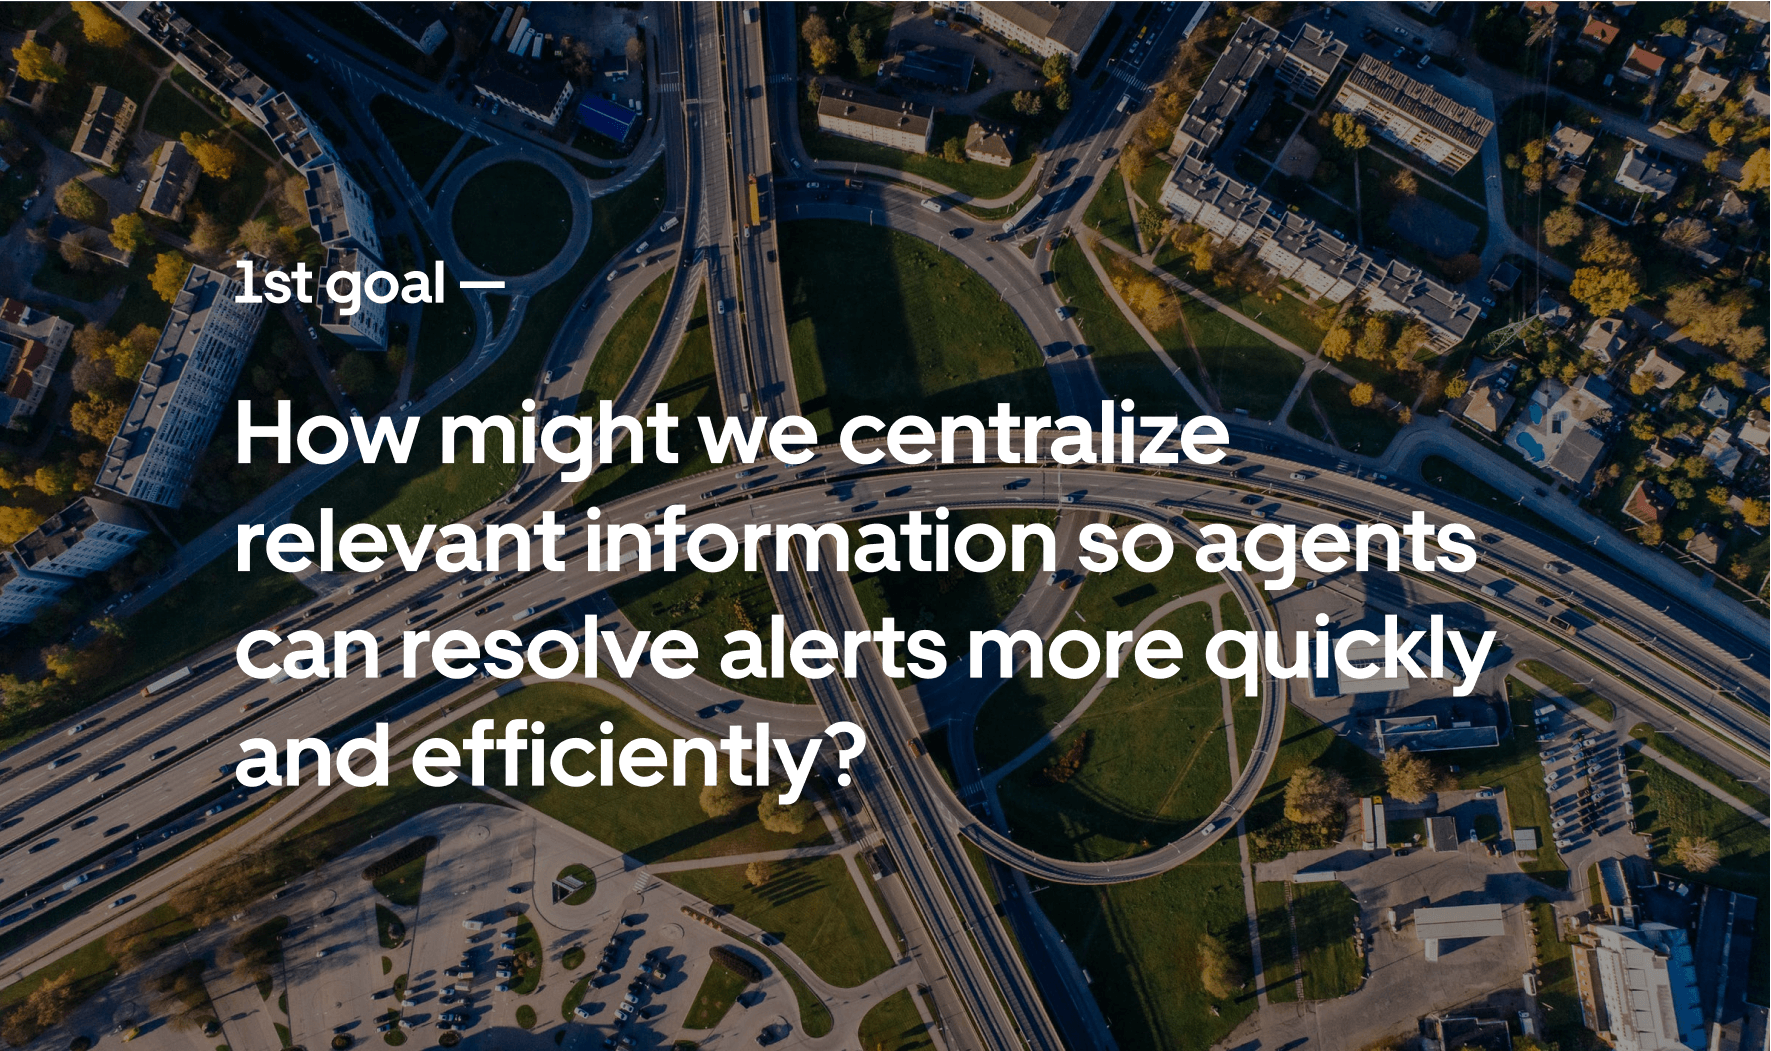 1st goal —
How might we centralize
relevant information so agents
can resolve alerts more quickly
and efficiently?